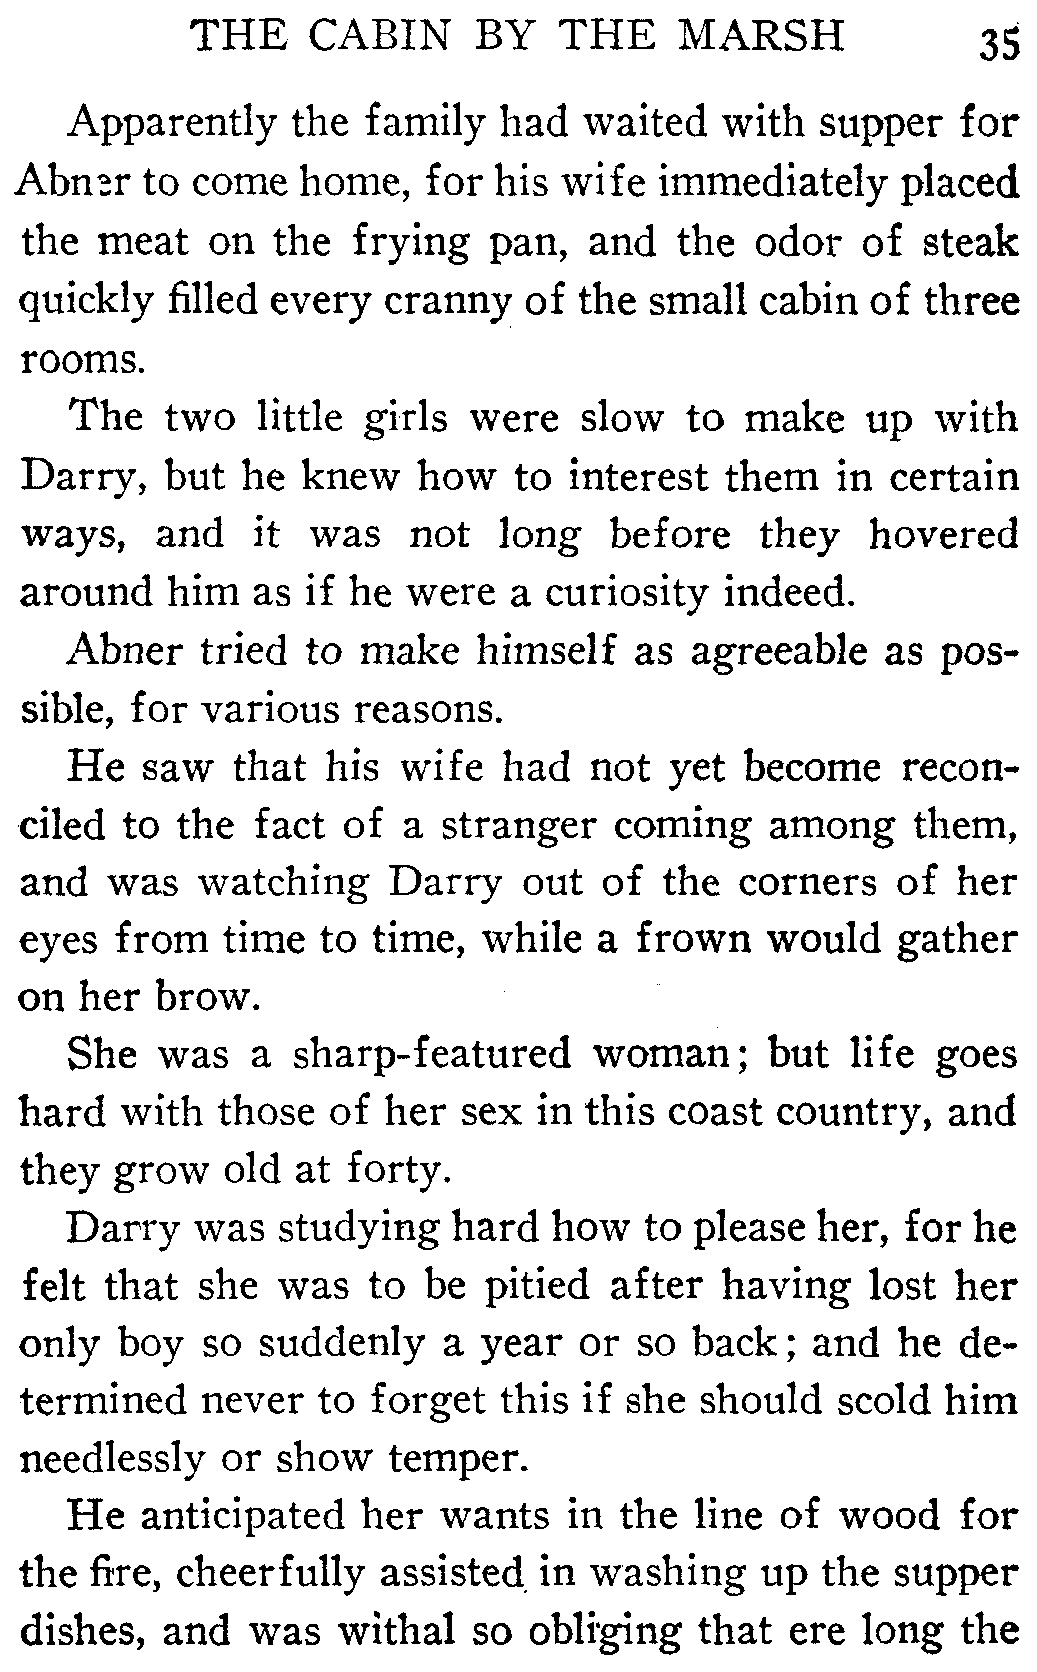 THE CABIN BY THE MARSH 35
Apparently the family had waited with supper for
Abner to come home, for his wife immediately placed
the meat on the frying pan, and the odor of steak
quickly filled every cranny of the small cabin of three
rooms.
The two little girls were slow to make up with
Darry, but he knew how to interest them in certain
ways, and it was not long before they hovered
around him as if he were a curiosity indeed.
Abner tried to make himself as agreeable as pos-
sible, for various reasons.
He saw that his wife had not yet become recon-
ciled to the fact of a stranger coming among them,
and was watching Darry out of the corners of her
eyes from time to time, while a frown would gather
on her brow.
She was a sharp-featured woman; but life goes
hard with those of her sex in this coast country, and
they grow old at forty.
Darry was studying hard how to please her, for he
felt that she was to be pitied after having lost her
only boy so suddenly a year or so back; and he de-
termined never to forget this if she should scold him
needlessly or show temper.
He anticipated her wants in the line of wood for
the fire, cheerfully assisted in washing up the supper
dishes, and was withal so obliging that ere long the